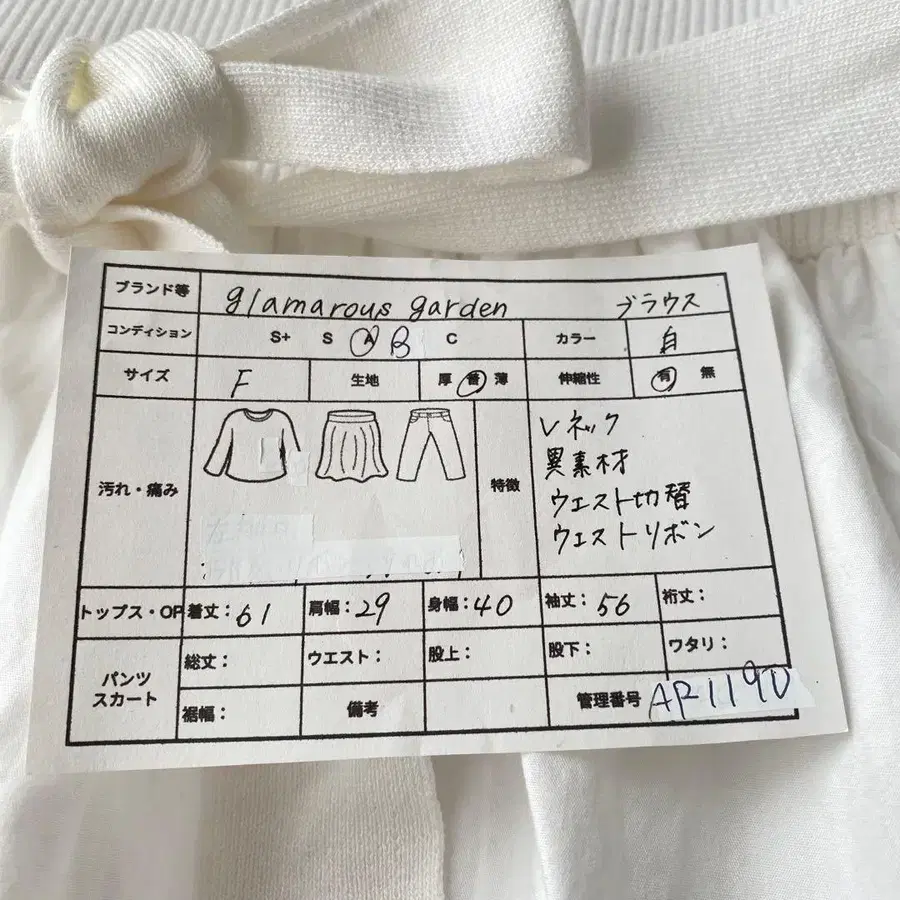 ブランド等 glamarous garden ブラウス
コンディション S+ S A B C カラー 白
サイズ F 生地 厚 普 薄 伸縮性 有 無
汚れ・痛み 特徴
Vネック
異素材
ウエスト切替
ウエストリボン
トップス・OP 着丈：61 肩幅：29 身幅：40 袖丈：56 裄丈：
パンツ スカート
総丈： ウエスト： 股上： 股下： ワタリ：
裾幅： 備考 管理番号 AP1190